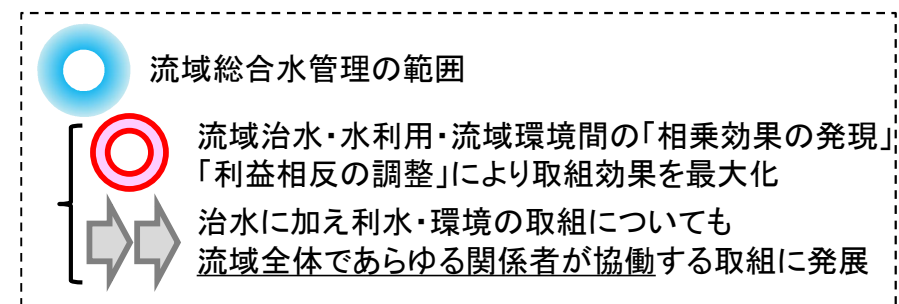 流域総合水管理の範囲
流域治水・水利用・流域環境間の「相乗効果の発現」
「利益相反の調整」により取組効果を最大化
治水に加え利水・環境の取組についても
流域全体であらゆる関係者が協働する取組に発展